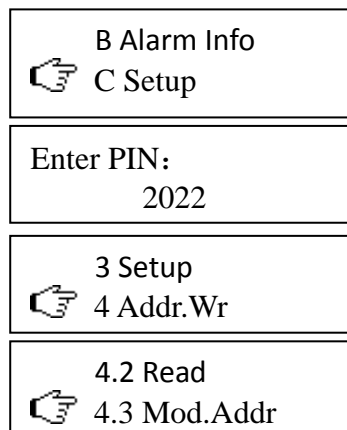 B Alarm Info
C Setup
Enter PIN：
2022
3 Setup
4 Addr.Wr
4.2 Read
4.3 Mod.Addr